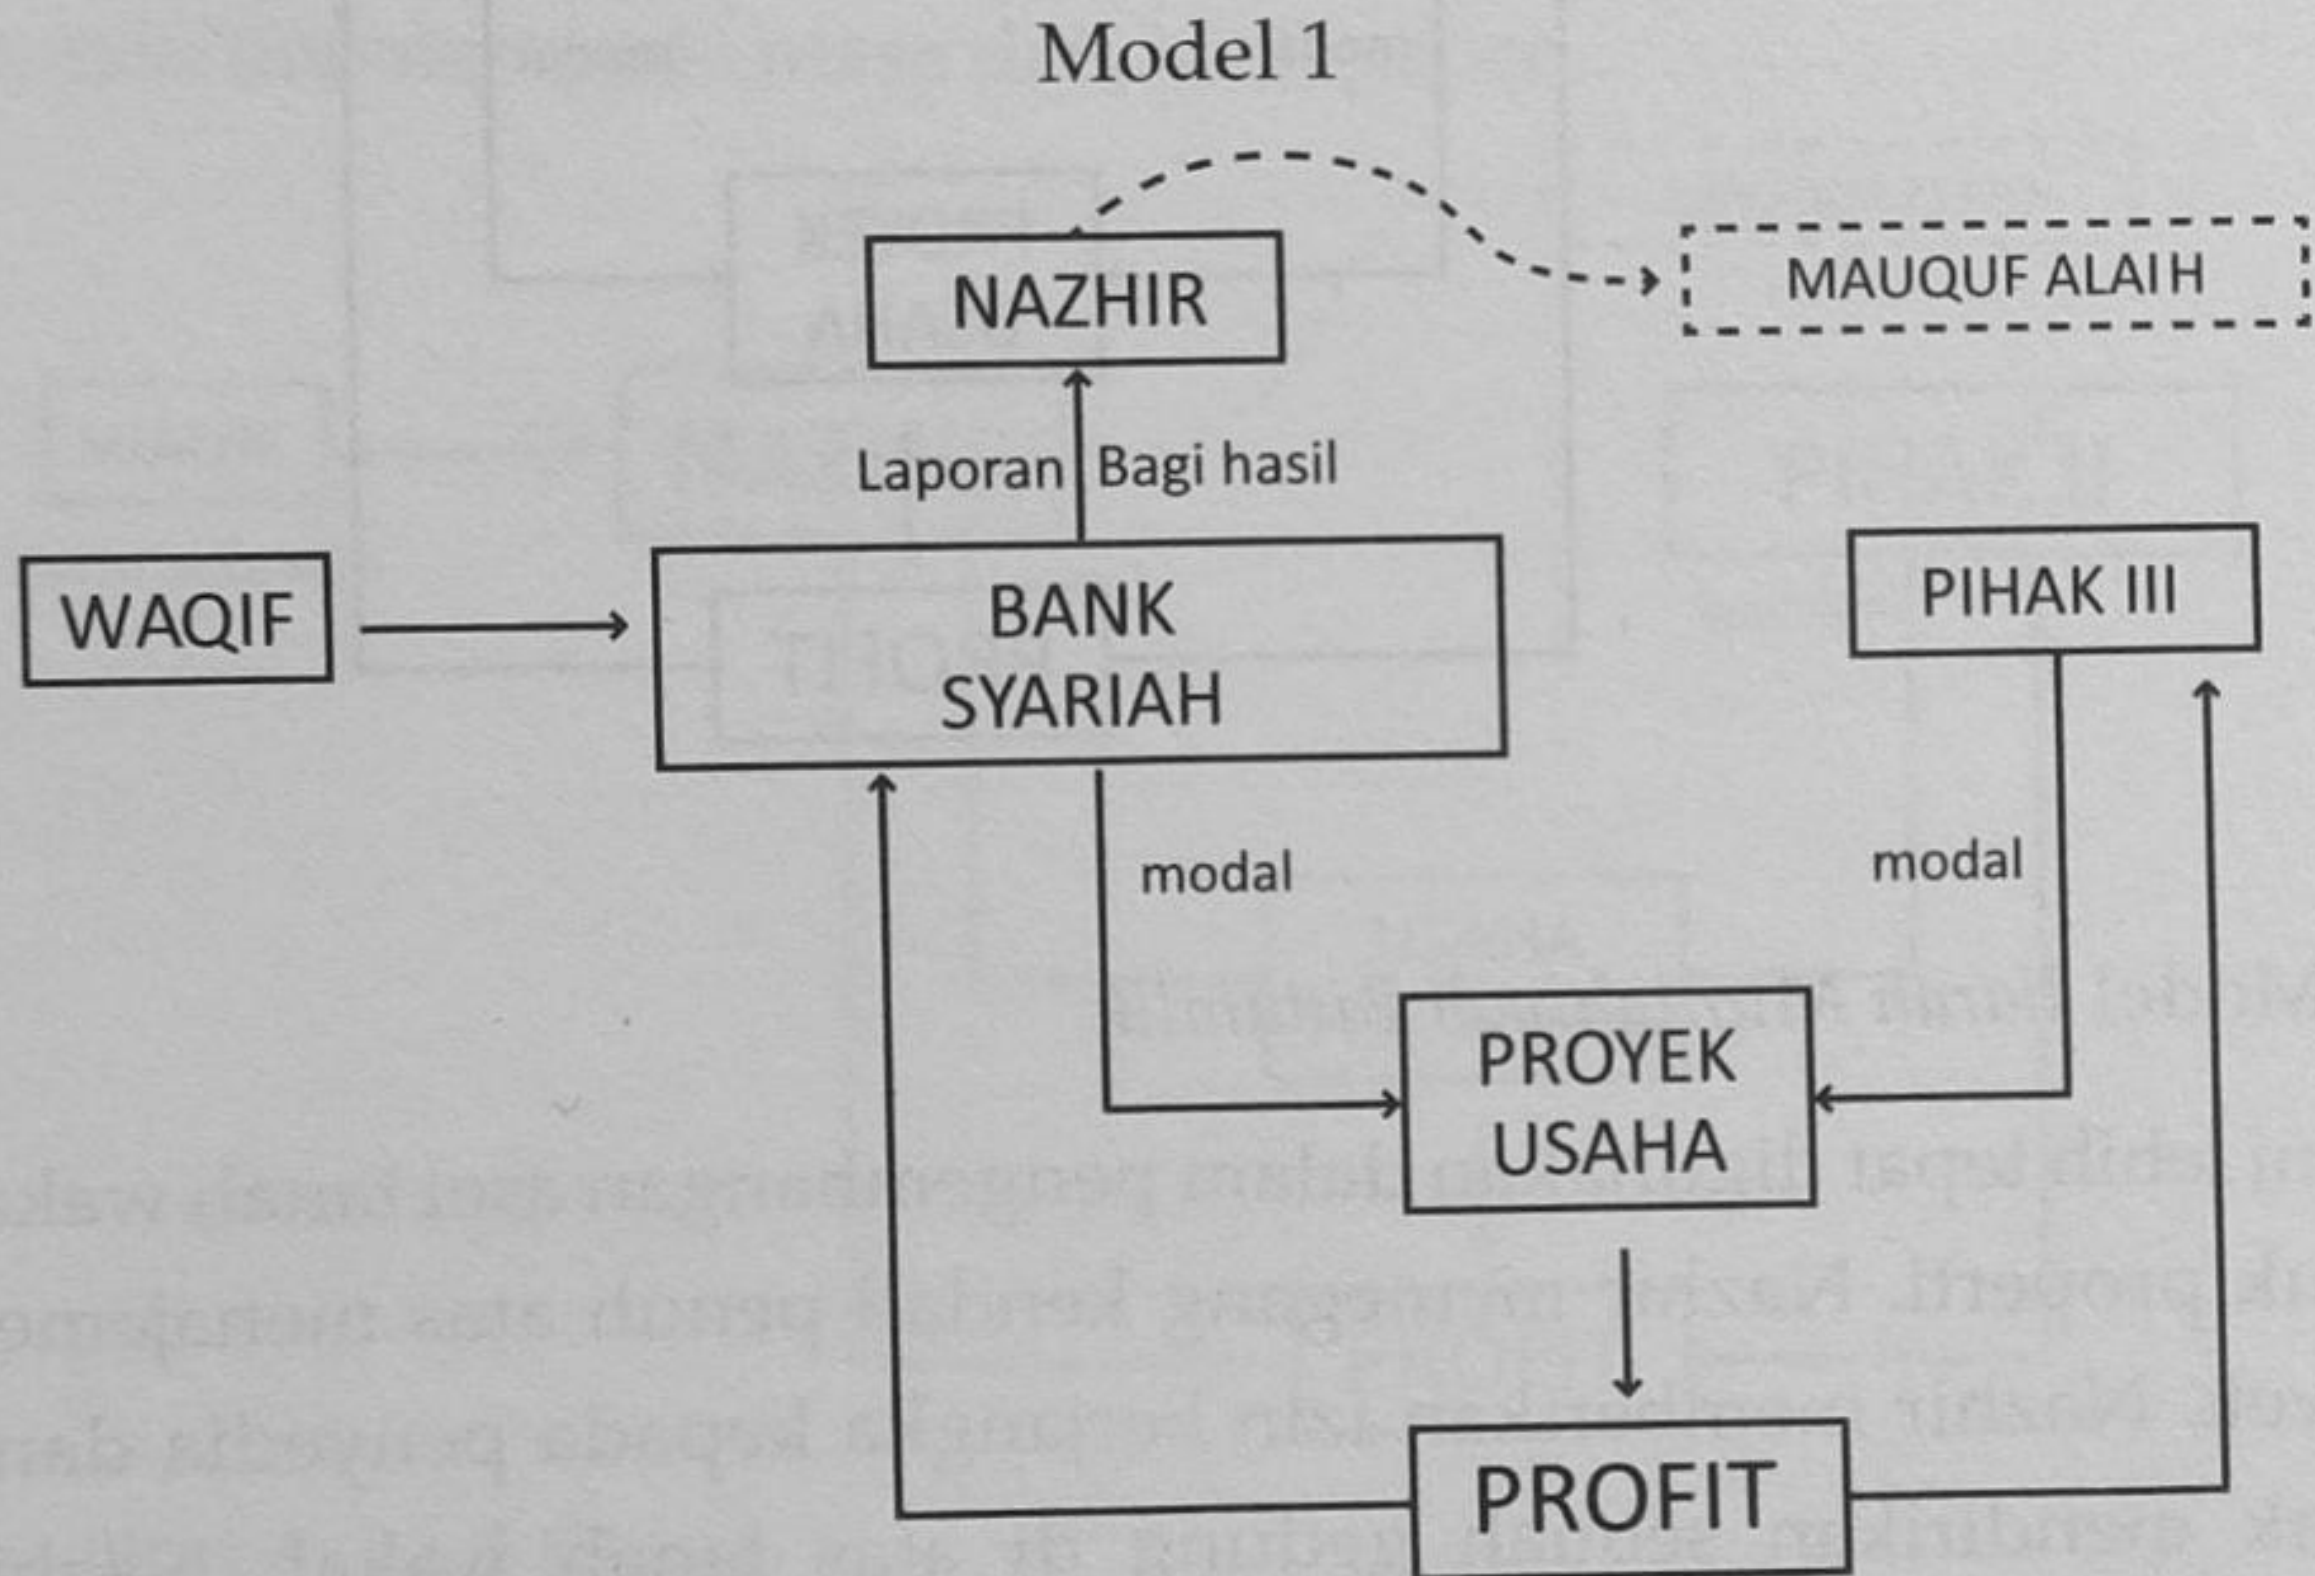 Model 1
NAZHIR
MAUQUF ALAIH
Laporan
Bagi hasil
WAQIF
BANK
SYARIAH
PIHAK III
modal
modal
PROYEK
USAHA
PROFIT